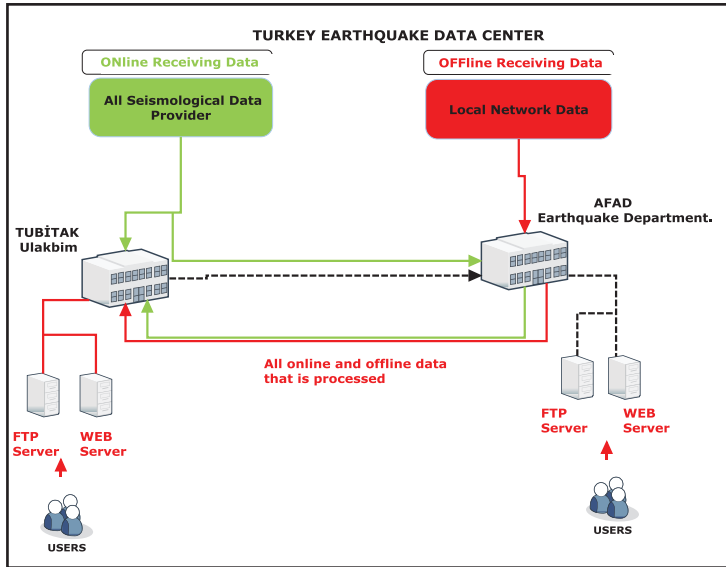 TURKEY EARTHQUAKE DATA CENTER
ONline Receiving Data
All Seismological Data
Provider
OFFline Receiving Data
Local Network Data
TUBİTAK
Ulakbim
AFAD
Earthquake Department.
All online and offline data
that is processed
FTP
Server
WEB
Server
USERS
FTP
Server
WEB
Server
USERS